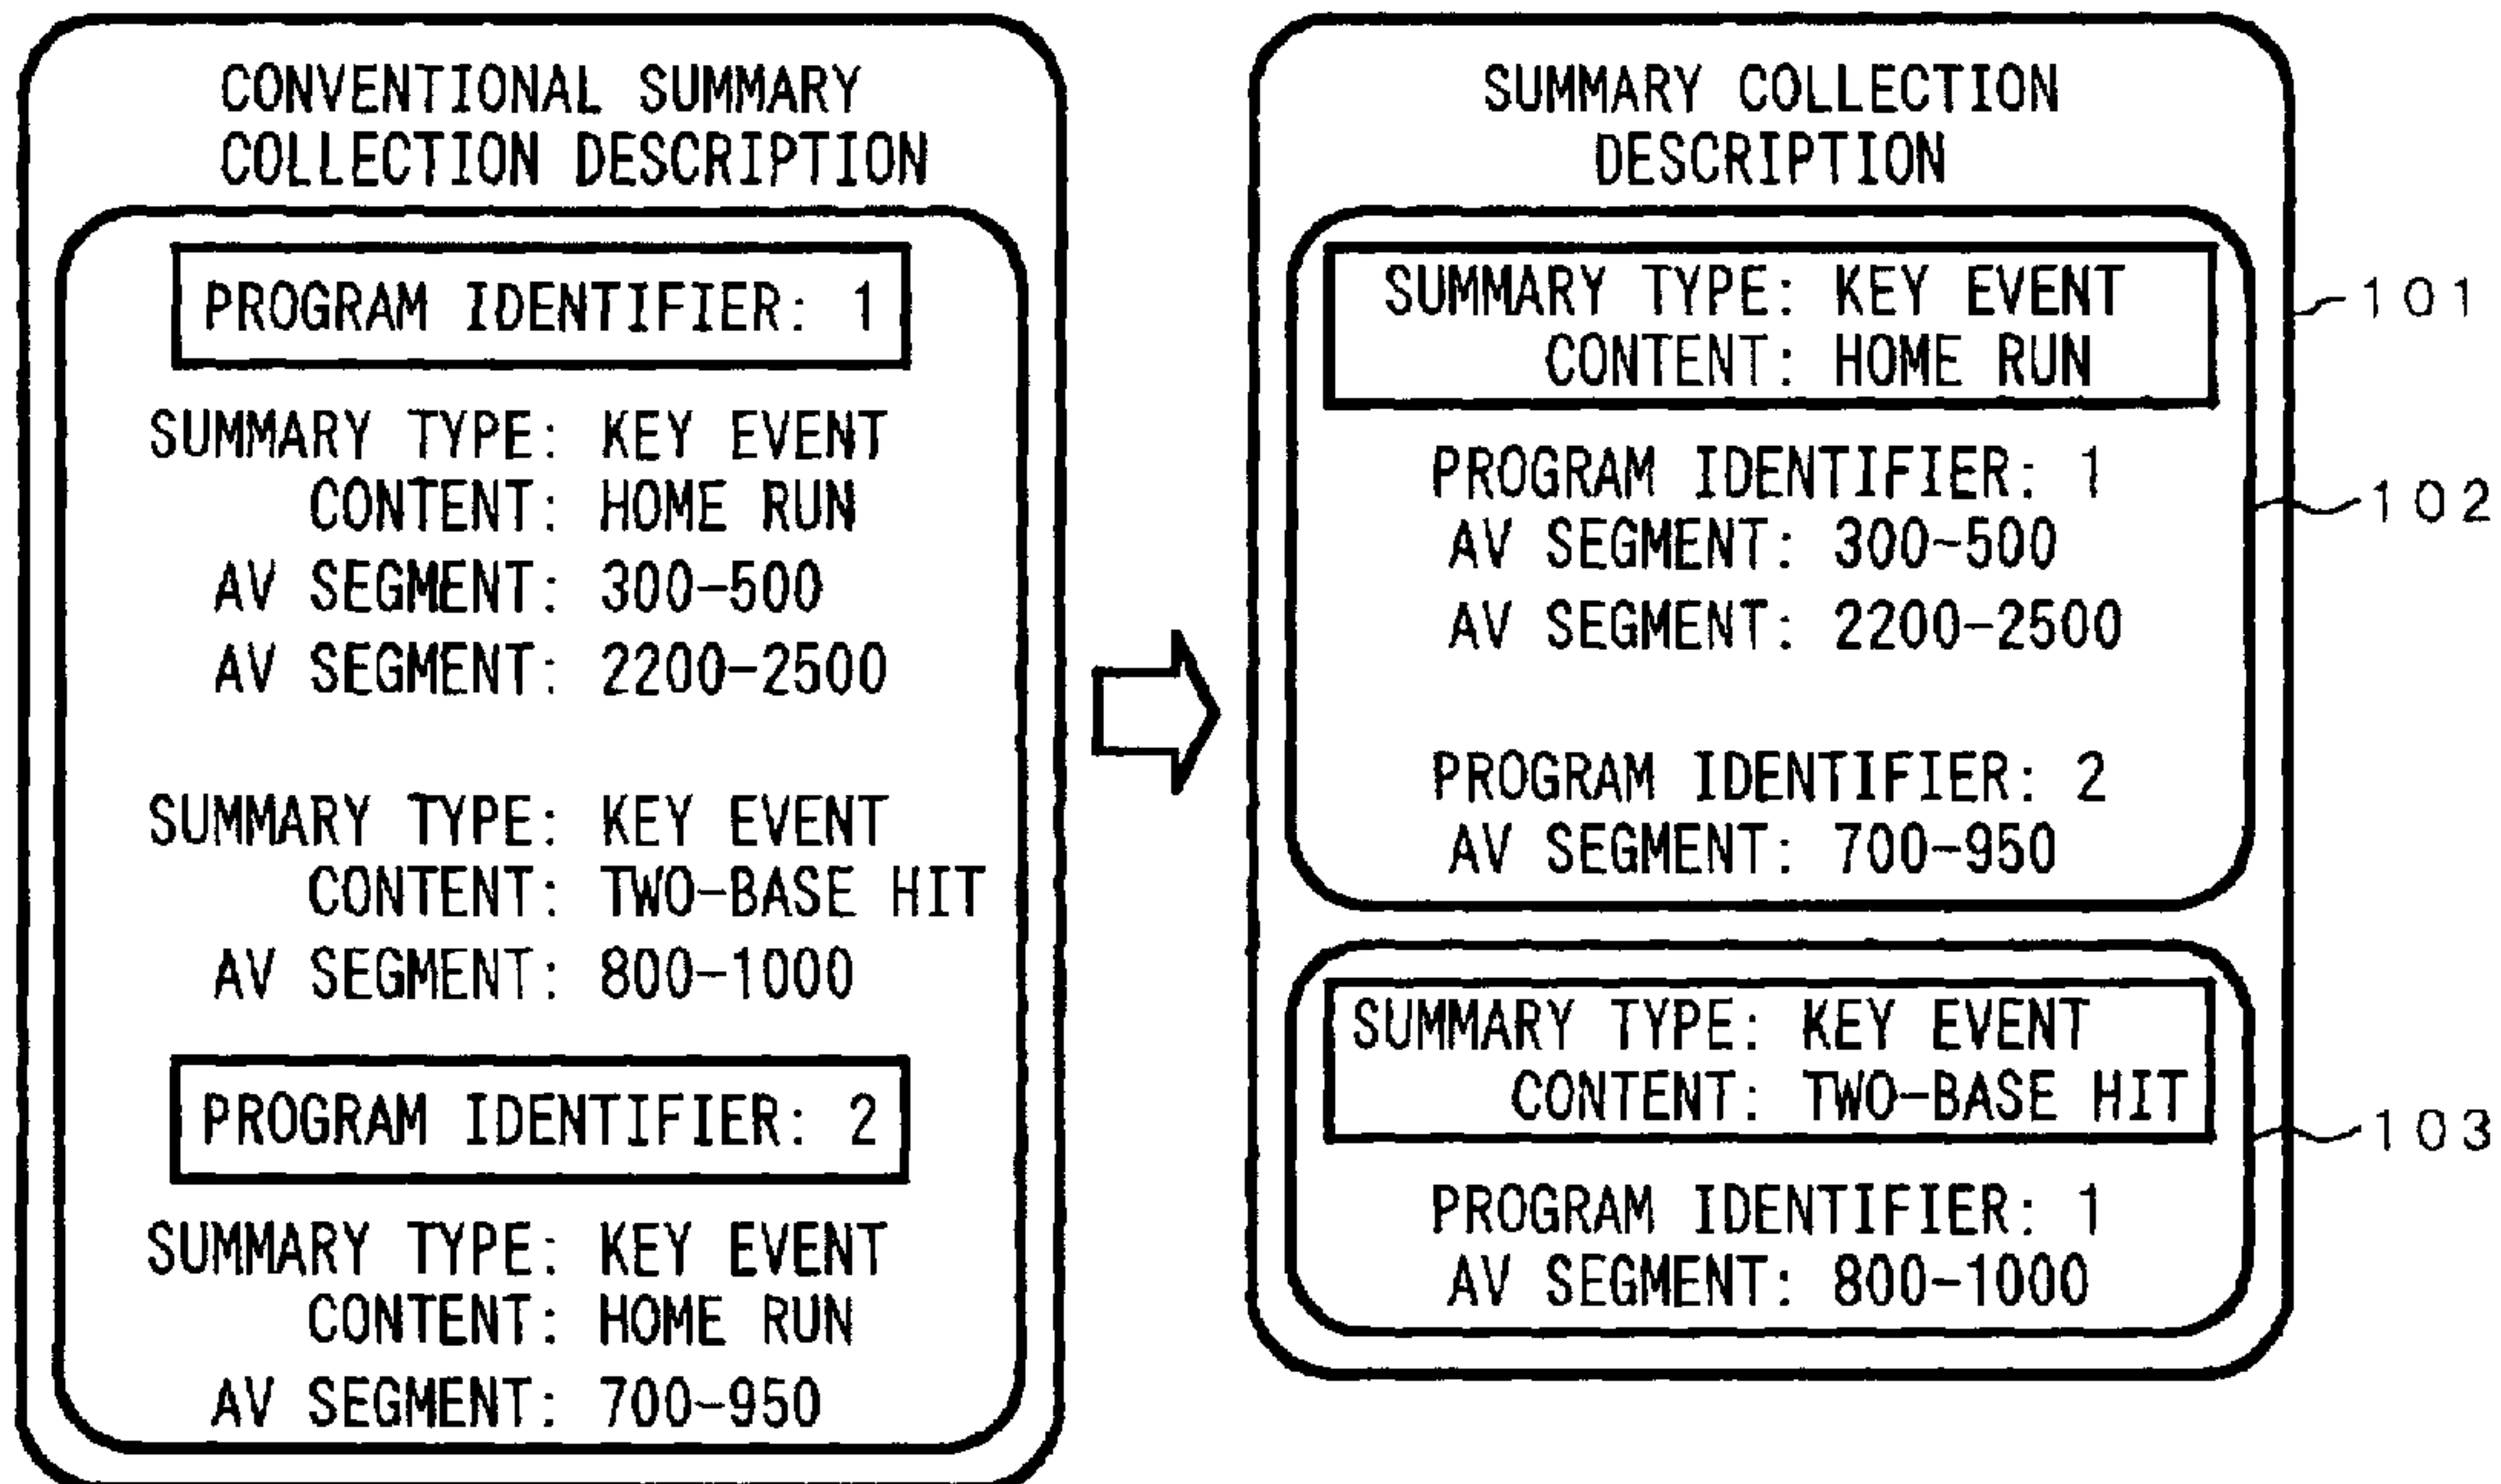 CONVENTIONAL SUMMARY
COLLECTION DESCRIPTION
PROGRAM IDENTIFIER: 1
SUMMARY TYPE: KEY EVENT
CONTENT: HOME RUN
AV SEGMENT: 300-500
AV SEGMENT: 2200-2500
SUMMARY TYPE: KEY EVENT
CONTENT: TWO-BASE HIT
AV SEGMENT: 800-1000
PROGRAM IDENTIFIER: 2
SUMMARY TYPE: KEY EVENT
CONTENT: HOME RUN
AV SEGMENT: 700-950
SUMMARY COLLECTION
DESCRIPTION
SUMMARY TYPE: KEY EVENT
CONTENT: HOME RUN
PROGRAM IDENTIFIER: 1
AV SEGMENT: 300~500
AV SEGMENT: 2200-2500
PROGRAM IDENTIFIER: 2
AV SEGMENT: 700-950
SUMMARY TYPE: KEY EVENT
CONTENT: TWO-BASE HIT
PROGRAM IDENTIFIER: 1
AV SEGMENT: 800-1000
101
102
103